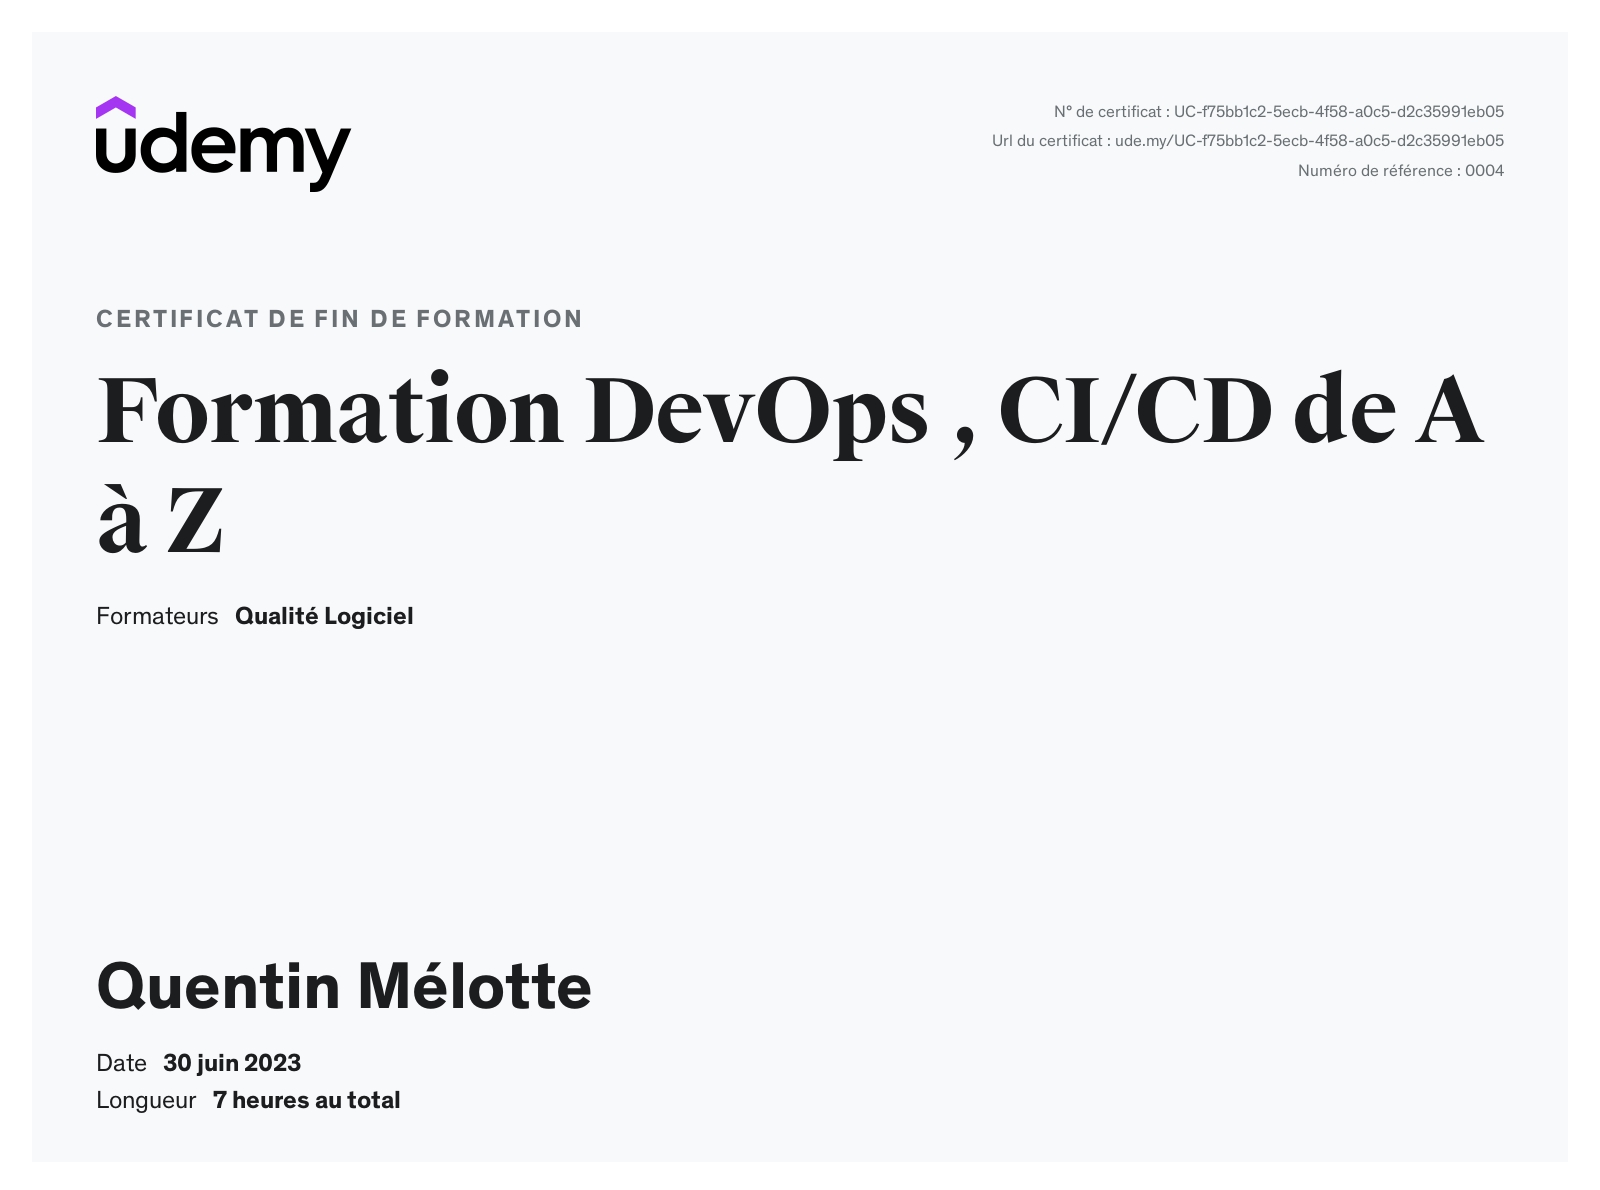 udemy
N° de certificat : UC-f75bb1c2-5ecb-4f58-a0c5-d2c35991eb05
Url du certificat : ude.my/UC-f75bb1c2-5ecb-4f58-a0c5-d2c35991eb05
Numéro de référence : 0004
CERTIFICAT DE FIN DE FORMATION
Formation DevOps , CI/CD de A
à Z
Formateurs Qualité Logiciel
Quentin Mélotte
Date 30 juin 2023
Longueur 7 heures au total